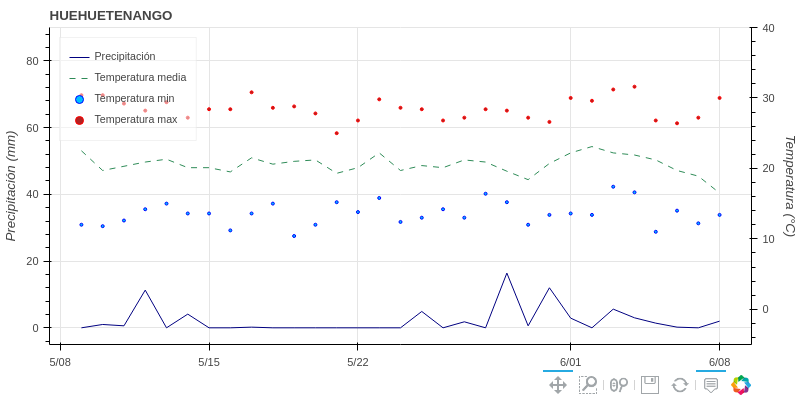 HUEHUETENANGO
Precipitación
Temperatura media
Temperatura min
Temperatura max
Precipitación (mm)
80
60
40
20
0
Temperatura (°C)
40
30
20
10
0
5/08
5/15
5/22
6/01
6/08